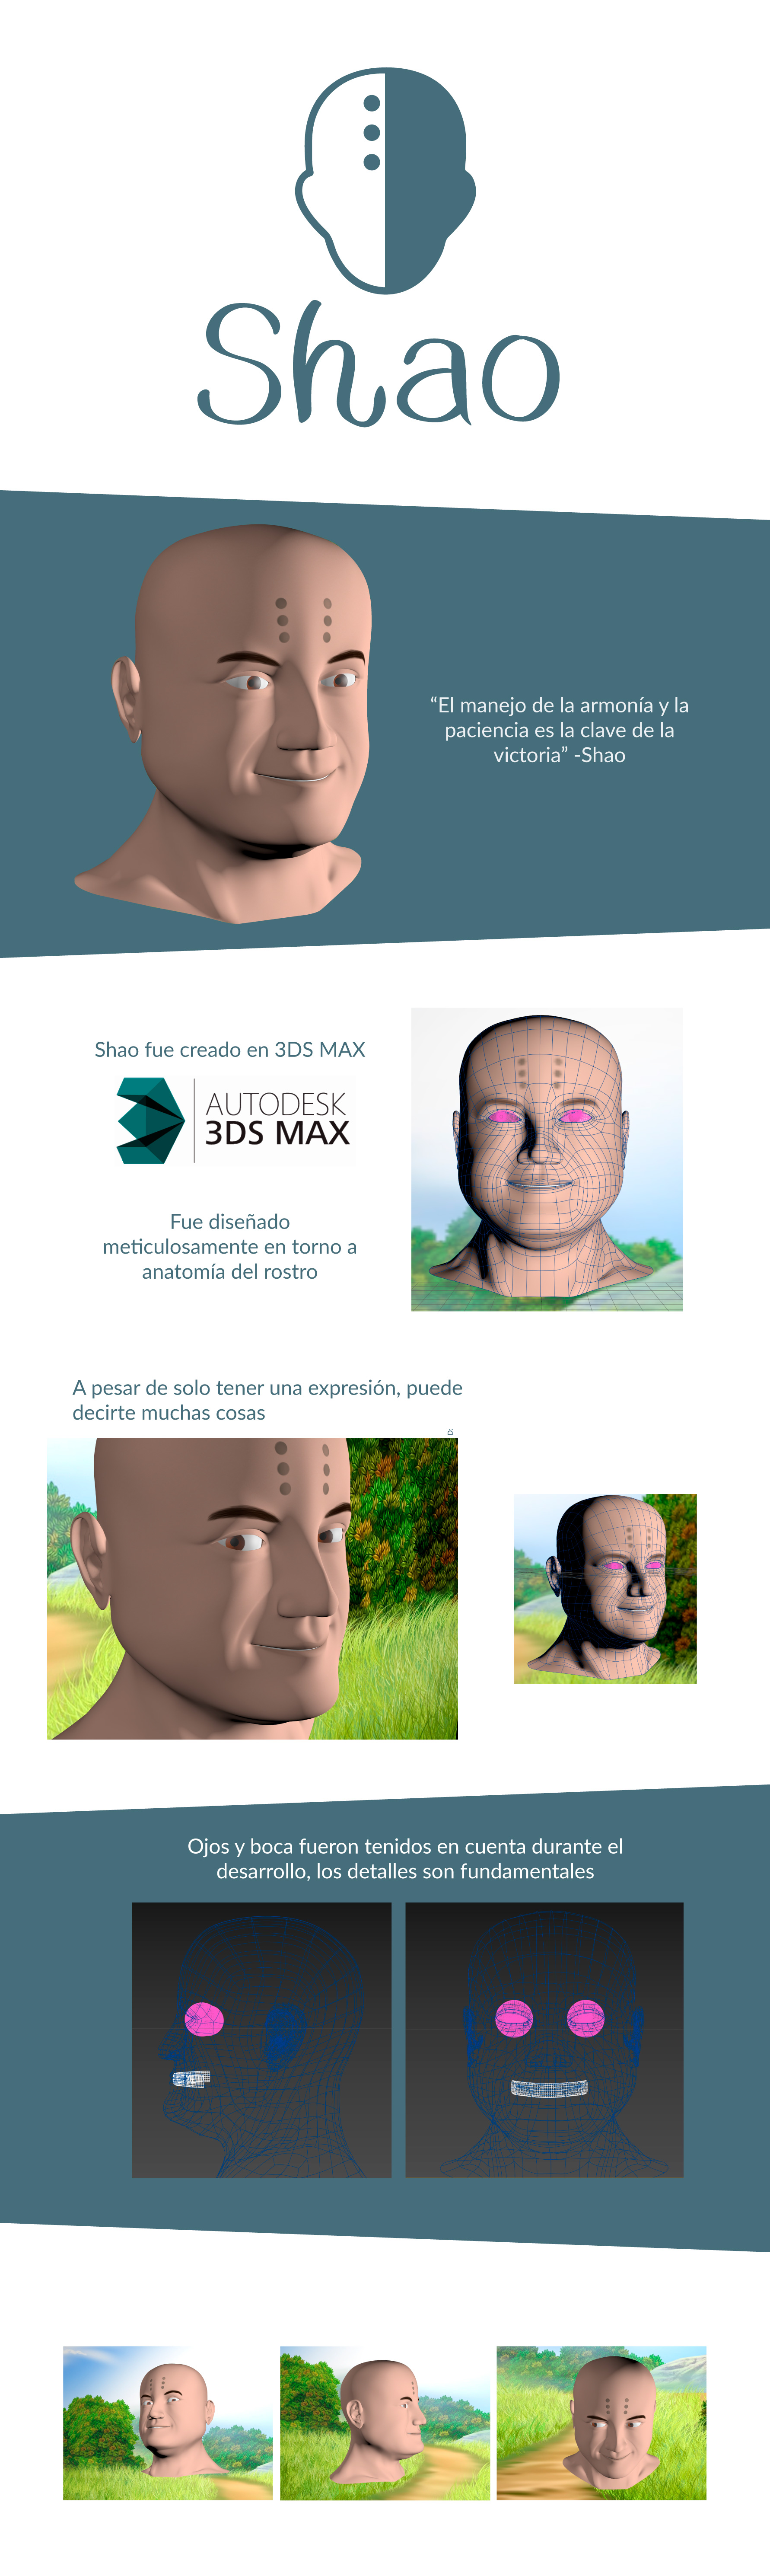 Shao
“El manejo de la armonía y la
paciencia es la clave de la
victoria” -Shao
Shao fue creado en 3DS MAX
AUTODESK
3DS MAX
Fue diseñado
meticulosamente en torno a
anatomía del rostro
A pesar de solo tener una expresión, puede
decirte muchas cosas
Ojos y boca fueron tenidos en cuenta durante el
desarrollo, los detalles son fundamentales